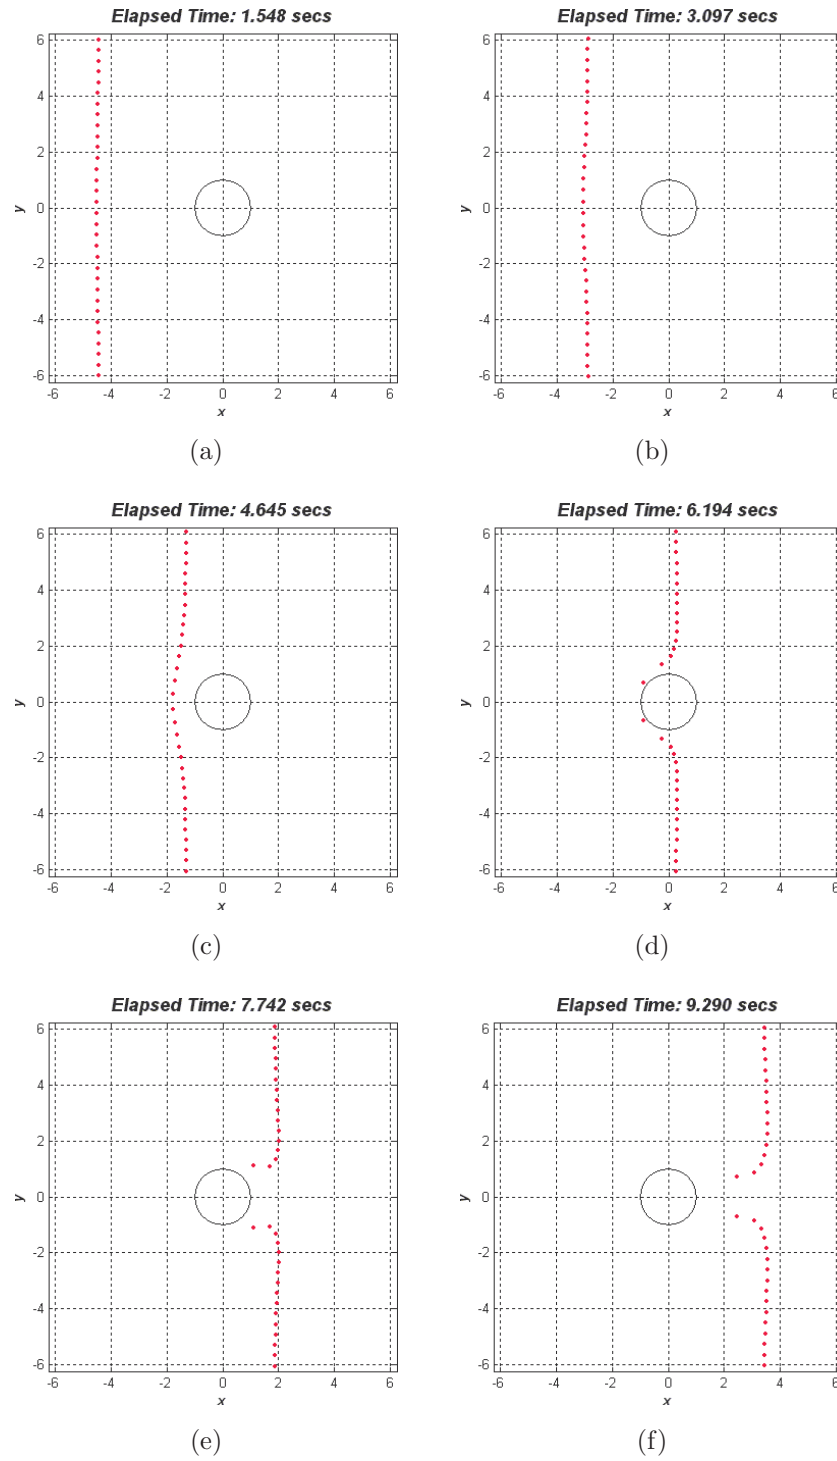 Elapsed Time: 1.548 secs
6
4
2
0
-2
-4
-6
y
-6 -4 -2 0 2 4 6
x
(a)
Elapsed Time: 3.097 secs
6
4
2
0
-2
-4
-6
y
-6 -4 -2 0 2 4 6
x
(b)
Elapsed Time: 4.645 secs
6
4
2
0
-2
-4
-6
y
-6 -4 -2 0 2 4 6
x
(c)
Elapsed Time: 6.194 secs
6
4
2
0
-2
-4
-6
y
-6 -4 -2 0 2 4 6
x
(d)
Elapsed Time: 7.742 secs
6
4
2
0
-2
-4
-6
y
-6 -4 -2 0 2 4 6
x
(e)
Elapsed Time: 9.290 secs
6
4
2
0
-2
-4
-6
y
-6 -4 -2 0 2 4 6
x
(f)